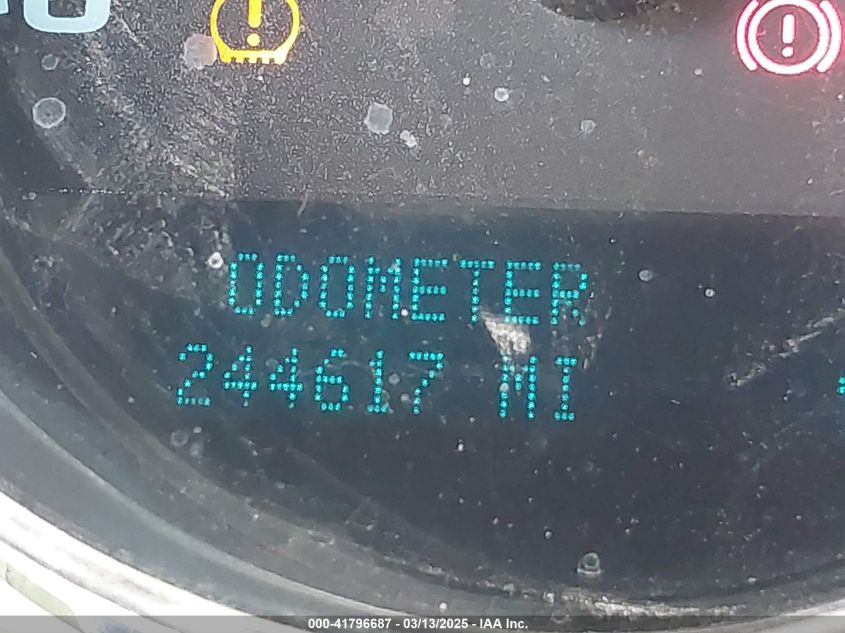 ODOMETER
244617 MI
000-41796687 - 03/13/2025 - IAA Inc.